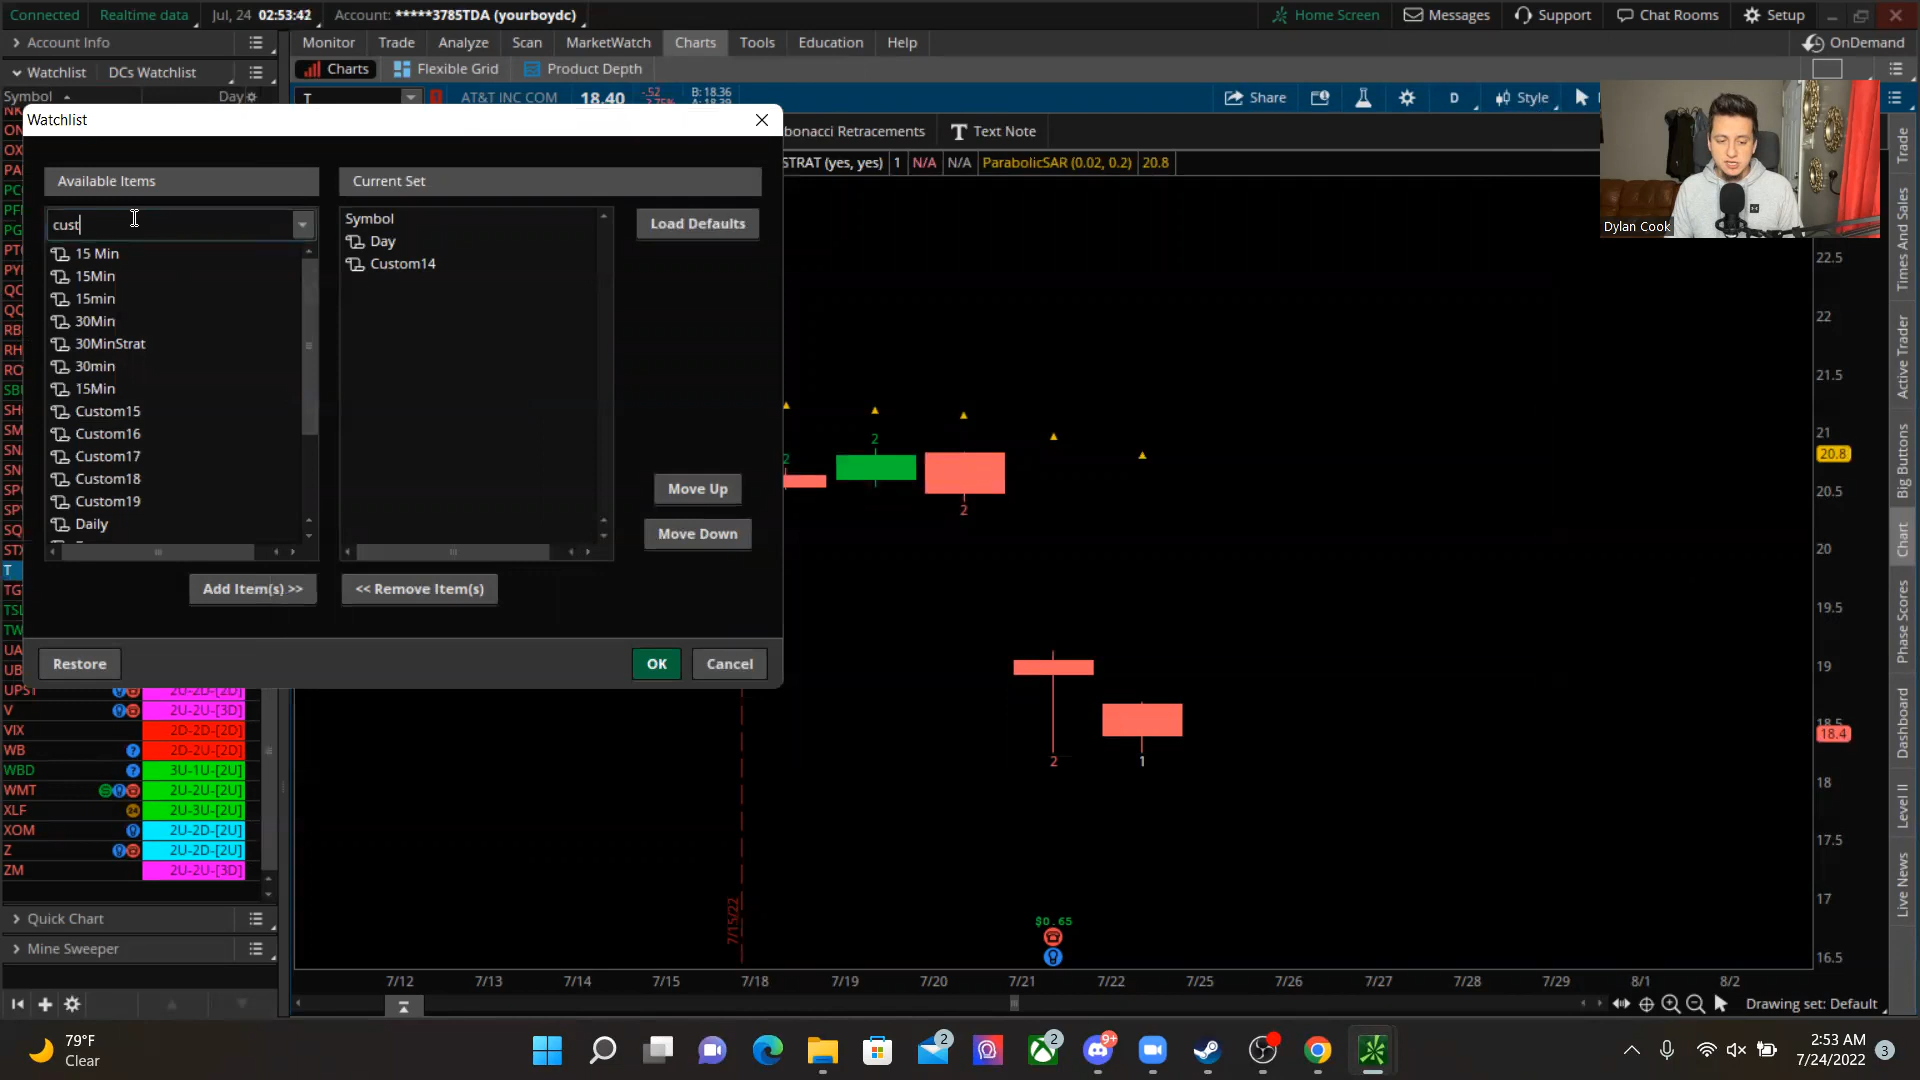 Connected Realtime data Jul, 24 02:53:42 Account: *****3785TDA (yourboydc) Home Screen Messages Support Chat Rooms Setup
Account Info Monitor Trade Analyze Scan MarketWatch Charts Tools Education Help OnDemand
Watchlist DCs Watchlist Charts Flexible Grid Product Depth
Symbol Day T AT&T INC COM 18.40 B: 18.36 Share D Style
Watchlist
bonacci Retracements Text Note
STRAT (yes, yes) 1 N/A N/A ParabolicSAR (0.02, 0.2) 20.8
Available Items
cust
15 Min
15Min
15min
30Min
30MinStrat
30min
15Min
Custom15
Custom16
Custom17
Custom18
Custom19
Daily
Current Set
Symbol
Day
Custom14
Load Defaults
Move Up
Move Down
Add Item(s) >>
<< Remove Item(s)
Restore
OK
Cancel
Dylan Cook
UPST 2U-2D-[2D]
V 2U-2U-[3D]
VIX 2D-2D-[2D]
WB ? 2D-2U-[2D]
WBD ? 3U-1U-[2U]
WMT 2U-2U-[2U]
XLF 2U-3U-[2U]
XOM 2U-2D-[2U]
Z 2U-2D-[2U]
ZM 2U-2U-[3D]
Quick Chart
Mine Sweeper
2
2
2
2
1
7/15/22
$0.65
22.5
22
21.5
21
20.8
20.5
20
19.5
19
18.5
18.4
18
17.5
17
16.5
7/12 7/13 7/14 7/15 7/18 7/19 7/20 7/21 7/22 7/25 7/26 7/27 7/28 7/29 8/1 8/2
Drawing set: Default
Trade
Times And Sales
Active Trader
Big Buttons
Chart
Phase Scores
Dashboard
Level II
Live News
79°F
Clear
2
2
9+
2:53 AM
7/24/2022
3